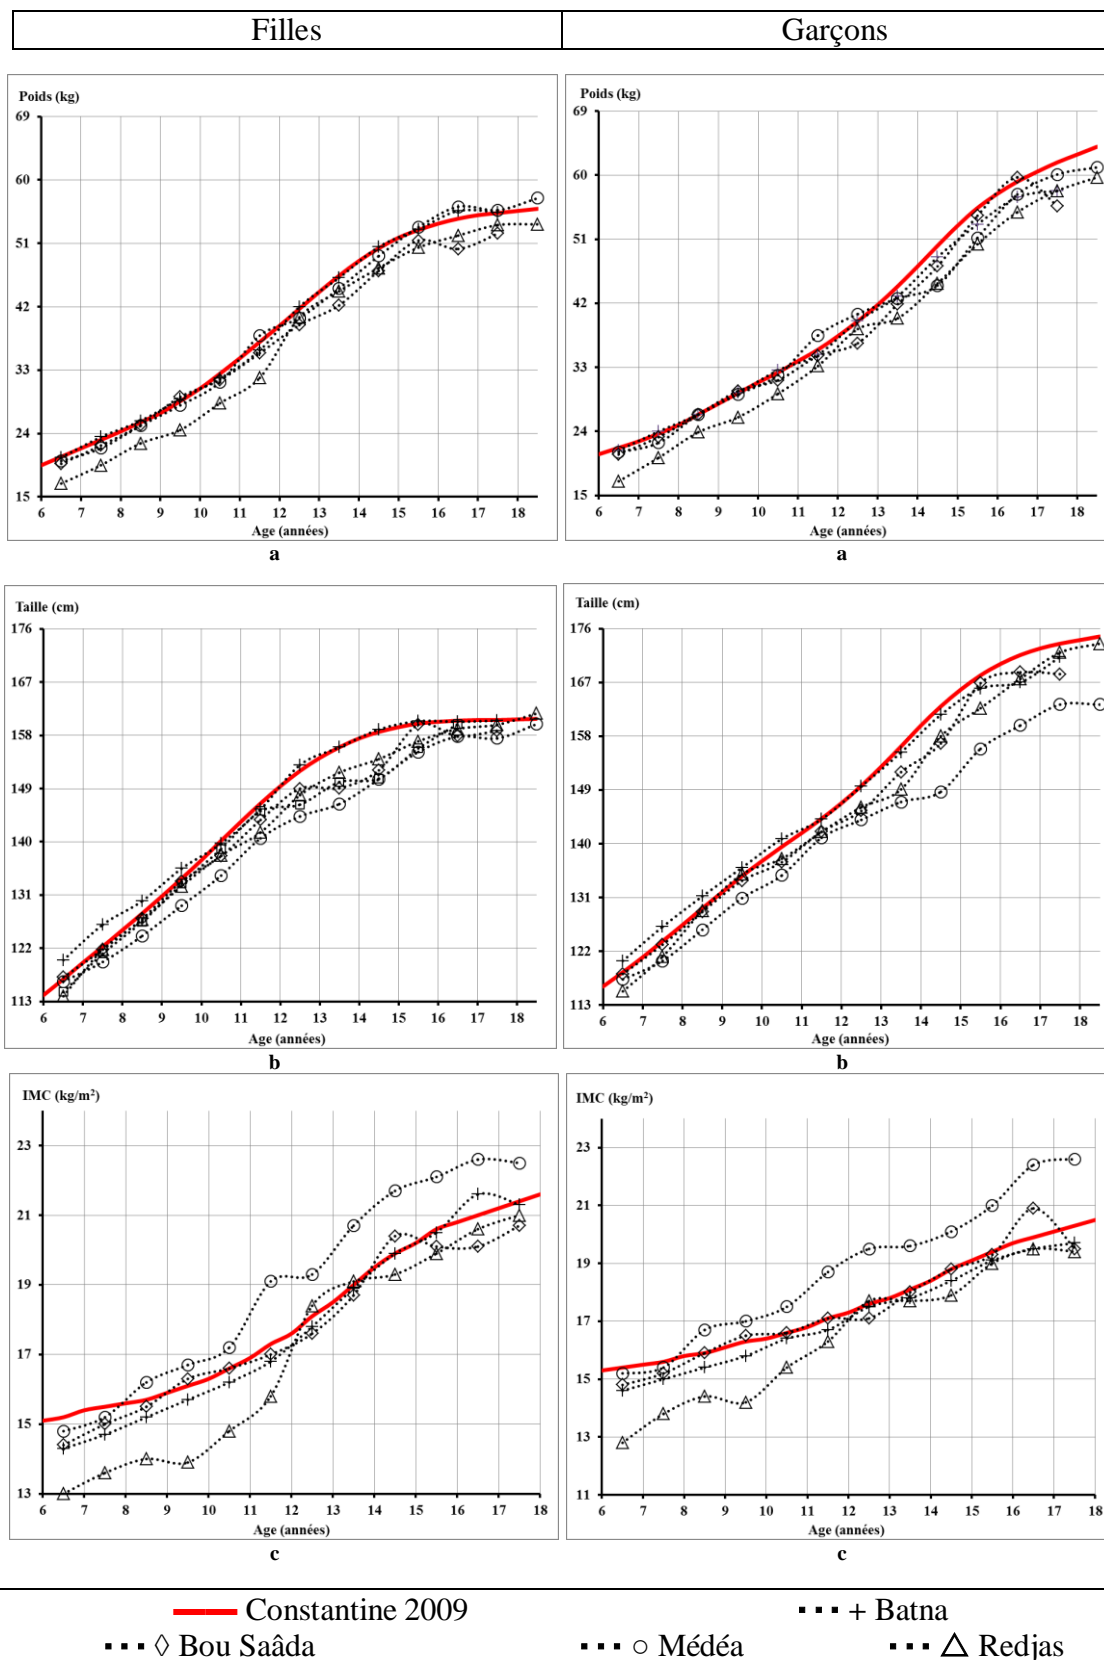 Filles Garçons
Poids (kg)
69
60
51
42
33
24
15
6 7 8 9 10 11 12 13 14 15 16 17 18
Age (années)
a
Poids (kg)
69
60
51
42
33
24
15
6 7 8 9 10 11 12 13 14 15 16 17 18
Age (années)
a
Taille (cm)
176
167
158
149
140
131
122
113
6 7 8 9 10 11 12 13 14 15 16 17 18
Age (années)
b
Taille (cm)
176
167
158
149
140
131
122
113
6 7 8 9 10 11 12 13 14 15 16 17 18
Age (années)
b
IMC (kg/m²)
23
21
19
17
15
13
6 7 8 9 10 11 12 13 14 15 16 17 18
Age (années)
c
IMC (kg/m²)
23
21
19
17
15
13
11
6 7 8 9 10 11 12 13 14 15 16 17 18
Age (années)
c
Constantine 2009 + Batna
◊ Bou Saâda ○ Médéa △ Redjas